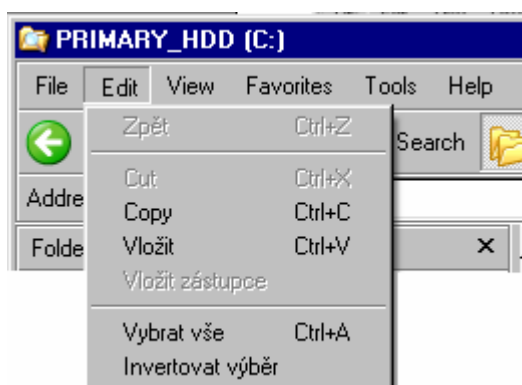 PRIMARY_HDD (C:)
File Edit View Favorites Tools Help
Zpět Ctrl+Z
Search
Cut Ctrl+X
Addre
Copy Ctrl+C
Folde
Vložit Ctrl+V
Vložit zástupce
Vybrat vše Ctrl+A
Invertovat výběr